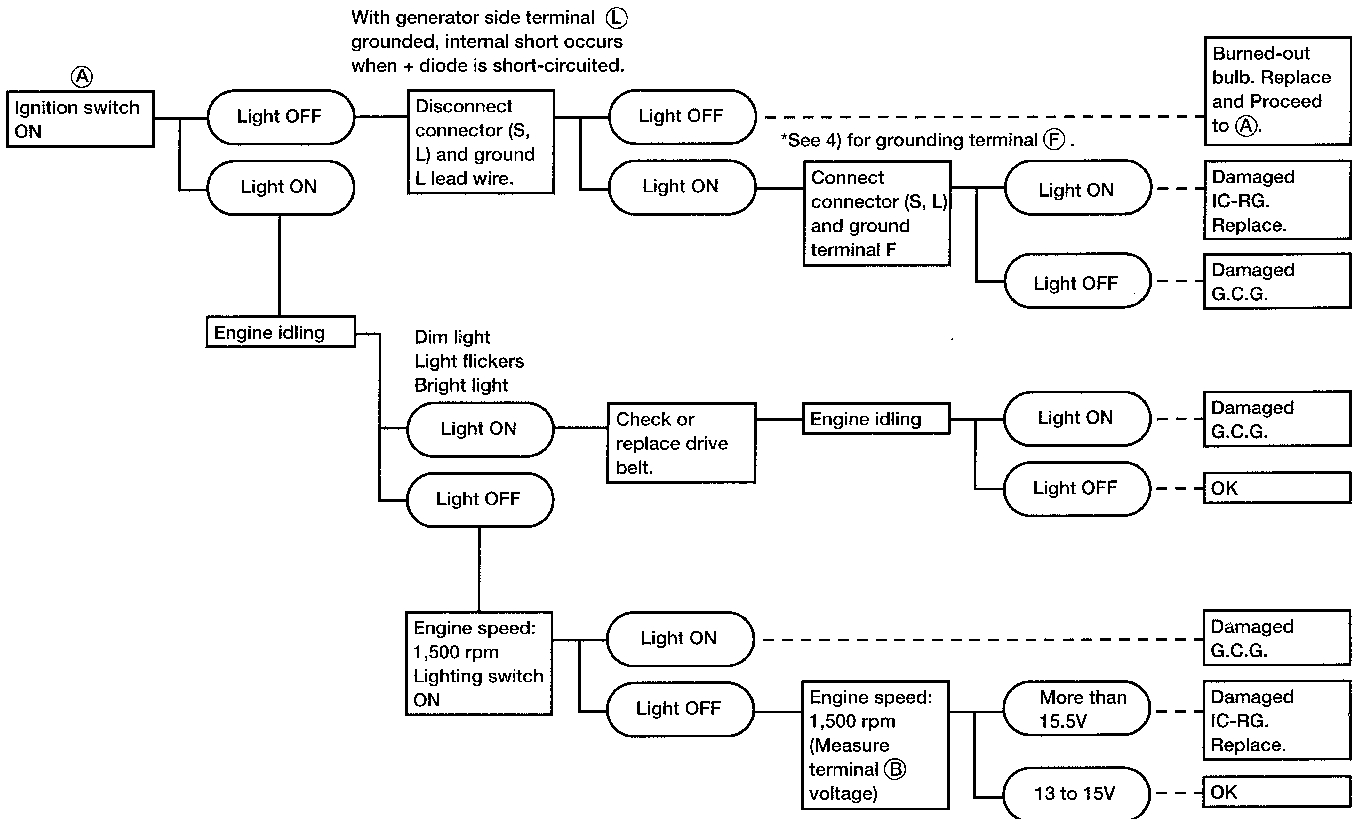 With generator side terminal Ⓛ
grounded, internal short occurs
when + diode is short-circuited.
Ⓐ
Ignition switch
ON
Light OFF
Disconnect
connector (S,
L) and ground
L lead wire.
Light OFF
Burned-out
bulb. Replace
and Proceed
to Ⓐ.
*See 4) for grounding terminal Ⓕ .
Light ON
Light ON
Connect
connector (S, L)
and ground
terminal F
Light ON
Damaged
IC-RG.
Replace.
Light OFF
Damaged
G.C.G.
Engine idling
Dim light
Light flickers
Bright light
Light ON
Check or
replace drive
belt.
Engine idling
Light ON
Damaged
G.C.G.
Light OFF
OK
Light OFF
Engine speed:
1,500 rpm
Lighting switch
ON
Light ON
Damaged
G.C.G.
Light OFF
Engine speed:
1,500 rpm
(Measure
terminal Ⓑ
voltage)
More than
15.5V
Damaged
IC-RG.
Replace.
13 to 15V
OK